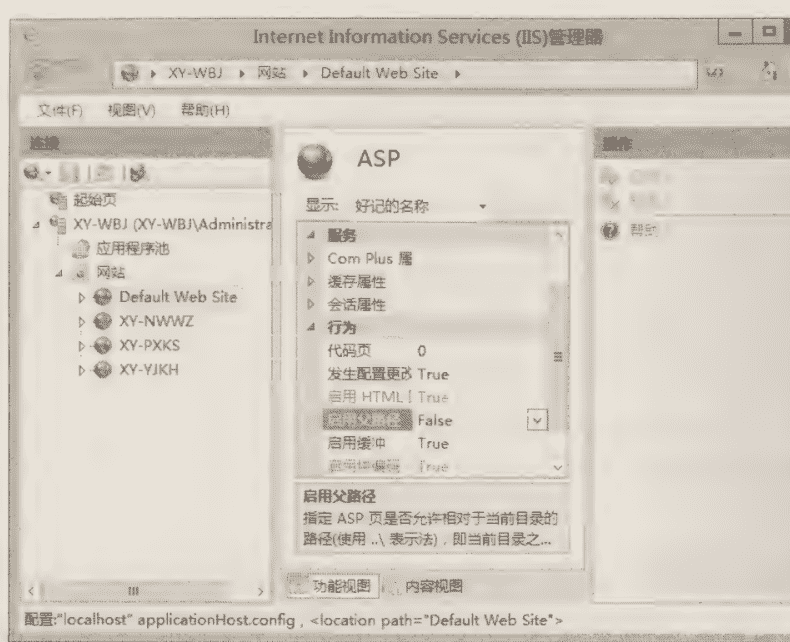 Internet Information Services (IIS)管理器
XY-WBJ ▸ 网站 ▸ Default Web Site ▸
文件(F) 视图(V) 帮助(H)
连接
起始页
XY-WBJ (XY-WBJ\Administra
应用程序池
网站
Default Web Site
XY-NWWZ
XY-PXKS
XY-YJKH
ASP
显示: 好记的名称
服务
Com Plus 属
缓存属性
会话属性
行为
代码页 0
发生配置更改 True
启用 HTML True
启用父路径 False
启用缓冲 True
True
启用父路径
指定 ASP 页是否允许相对于当前目录的
路径(使用 ..\ 表示法)，即当前目录之...
功能视图 内容视图
操作
帮助
配置:"localhost" applicationHost.config , <location path="Default Web Site">